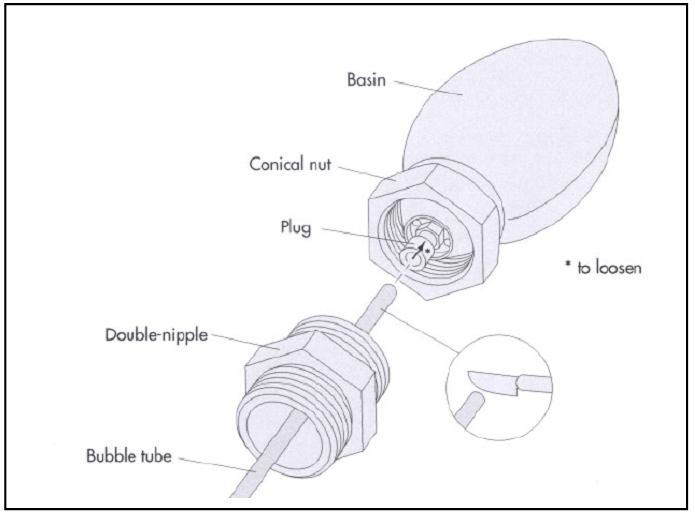 Basin
Conical nut
Plug
*
* to loosen
Double-nipple
Bubble tube